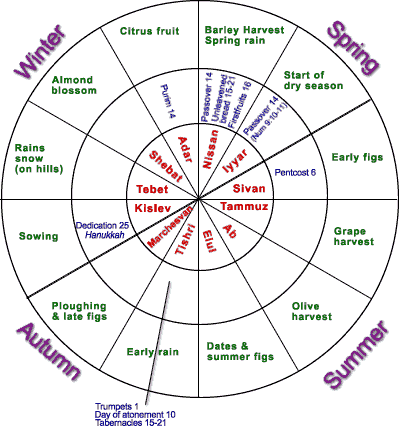 Winter
Spring
Autumn
Summer
Citrus fruit
Barley Harvest
Spring rain
Start of
dry season
Early figs
Grape
harvest
Olive
harvest
Dates &
summer figs
Early rain
Ploughing
& late figs
Sowing
Rains
snow
(on hills)
Almond
blossom
Purim 14
Passover 14
Unleavened
bread 15-21
Firstfruits 16
Passover 14
(Num 9:10-11)
Pentcost 6
Dedication 25
Hanukkah
Nissan
Iyyar
Sivan
Tammuz
Ab
Elul
Tishri
Marchesvan
Kislev
Tebet
Shebat
Adar
Trumpets 1
Day of atonement 10
Tabernacles 15-21